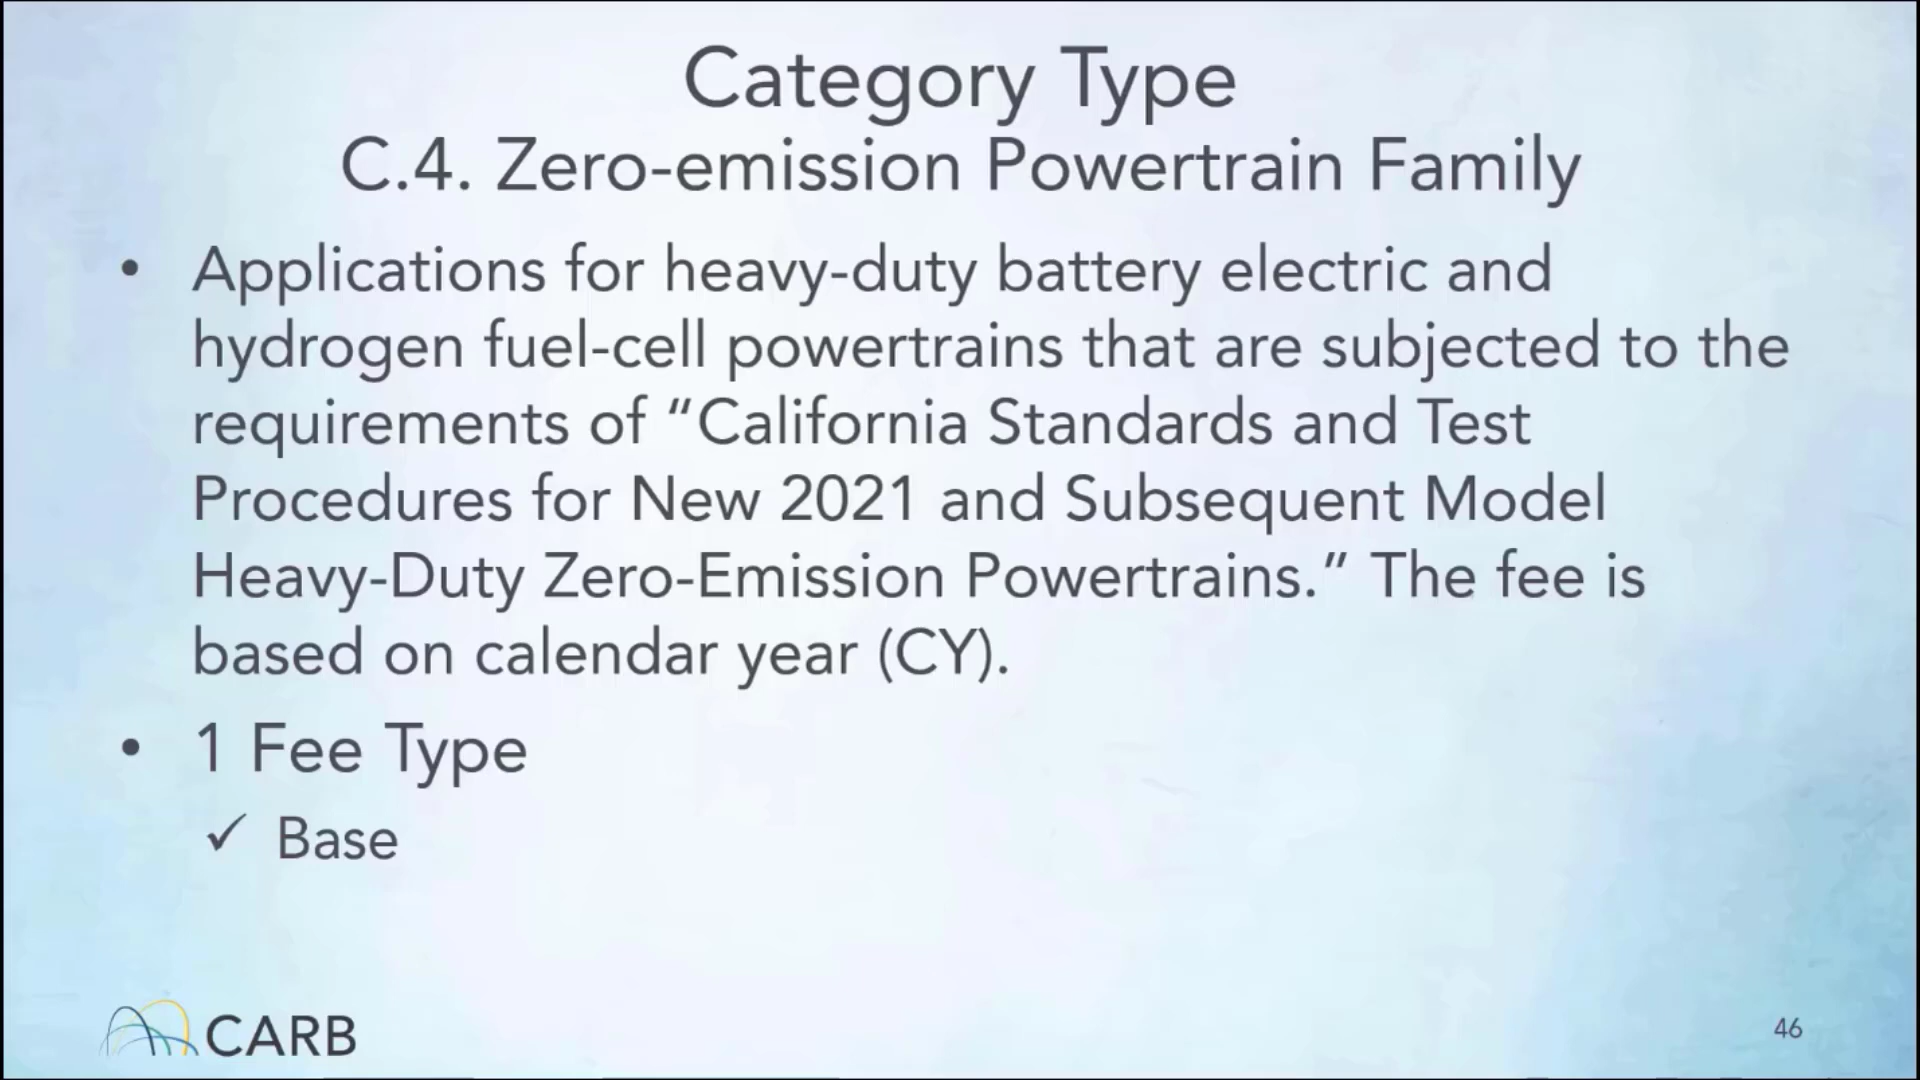 Category Type
C.4. Zero-emission Powertrain Family
• Applications for heavy-duty battery electric and
hydrogen fuel-cell powertrains that are subjected to the
requirements of “California Standards and Test
Procedures for New 2021 and Subsequent Model
Heavy-Duty Zero-Emission Powertrains.” The fee is
based on calendar year (CY).
• 1 Fee Type
✓ Base
CARB
46